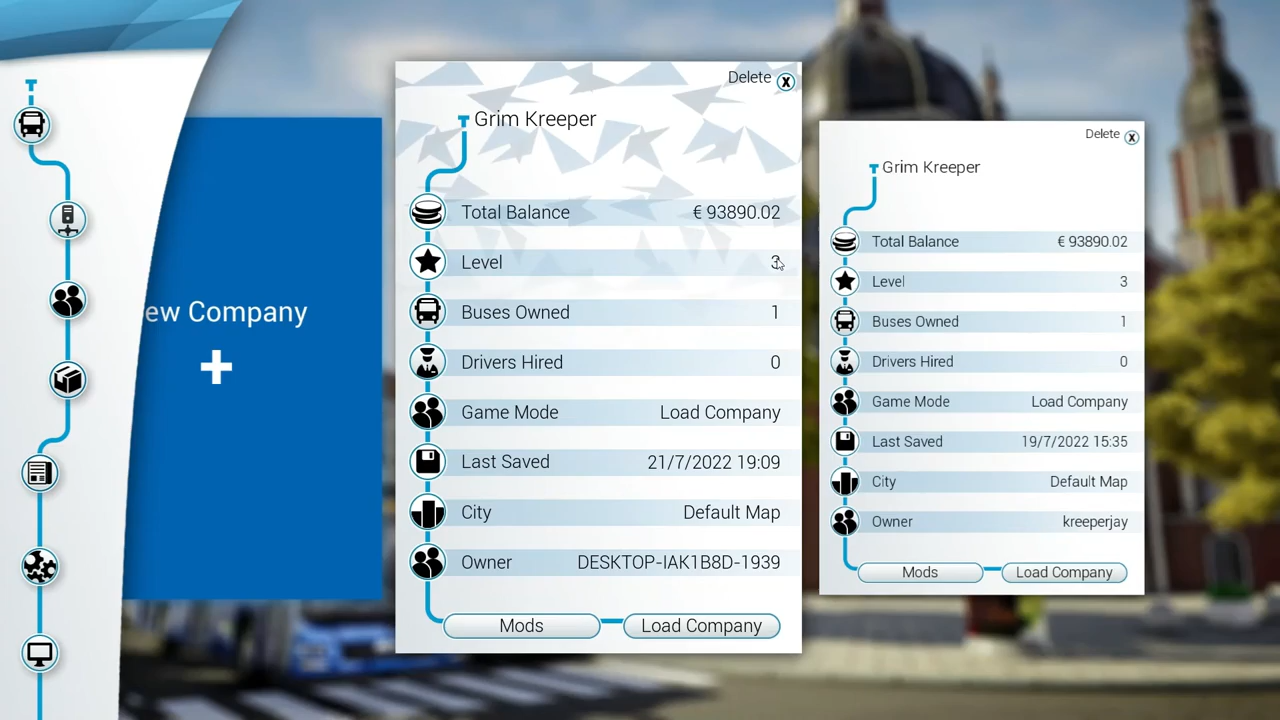 ew Company
Delete X
Grim Kreeper
Total Balance € 93890.02
Level 3
Buses Owned 1
Drivers Hired 0
Game Mode Load Company
Last Saved 21/7/2022 19:09
City Default Map
Owner DESKTOP-IAK1B8D-1939
Mods Load Company
Delete X
Grim Kreeper
Total Balance € 93890.02
Level 3
Buses Owned 1
Drivers Hired 0
Game Mode Load Company
Last Saved 19/7/2022 15:35
City Default Map
Owner kreeperjay
Mods Load Company